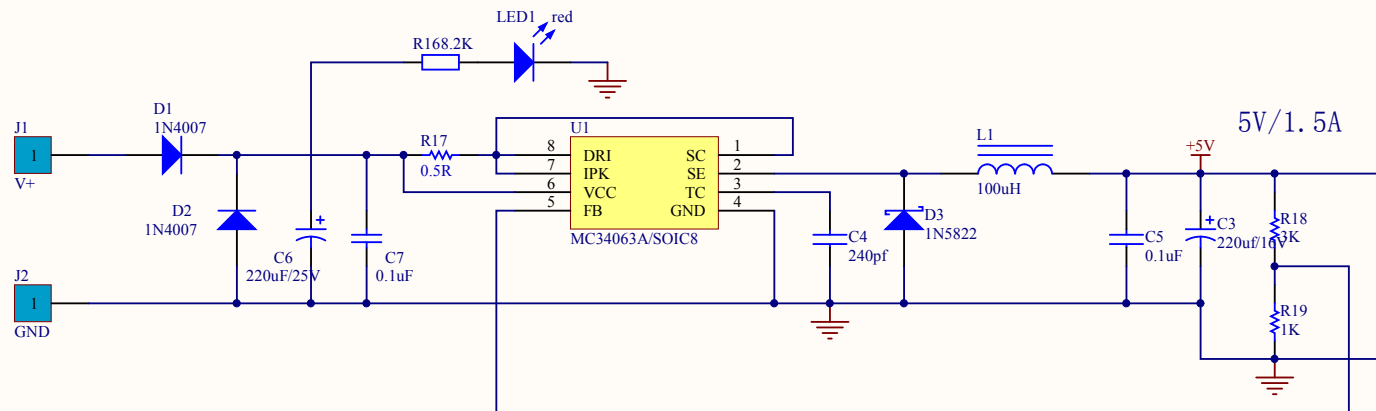 LED1 red
R168.2K
5V/1.5A
D1
1N4007
J1
1
V+
R17
0.5R
U1
8 DRI SC 1
7 IPK SE 2
6 VCC TC 3
5 FB GND 4
MC34063A/SOIC8
L1
100uH
+5V
D2
1N4007
C6
220uF/25V
C7
0.1uF
C4
240pf
D3
1N5822
C5
0.1uF
C3
220uf/16V
R18
3K
J2
1
GND
R19
1K